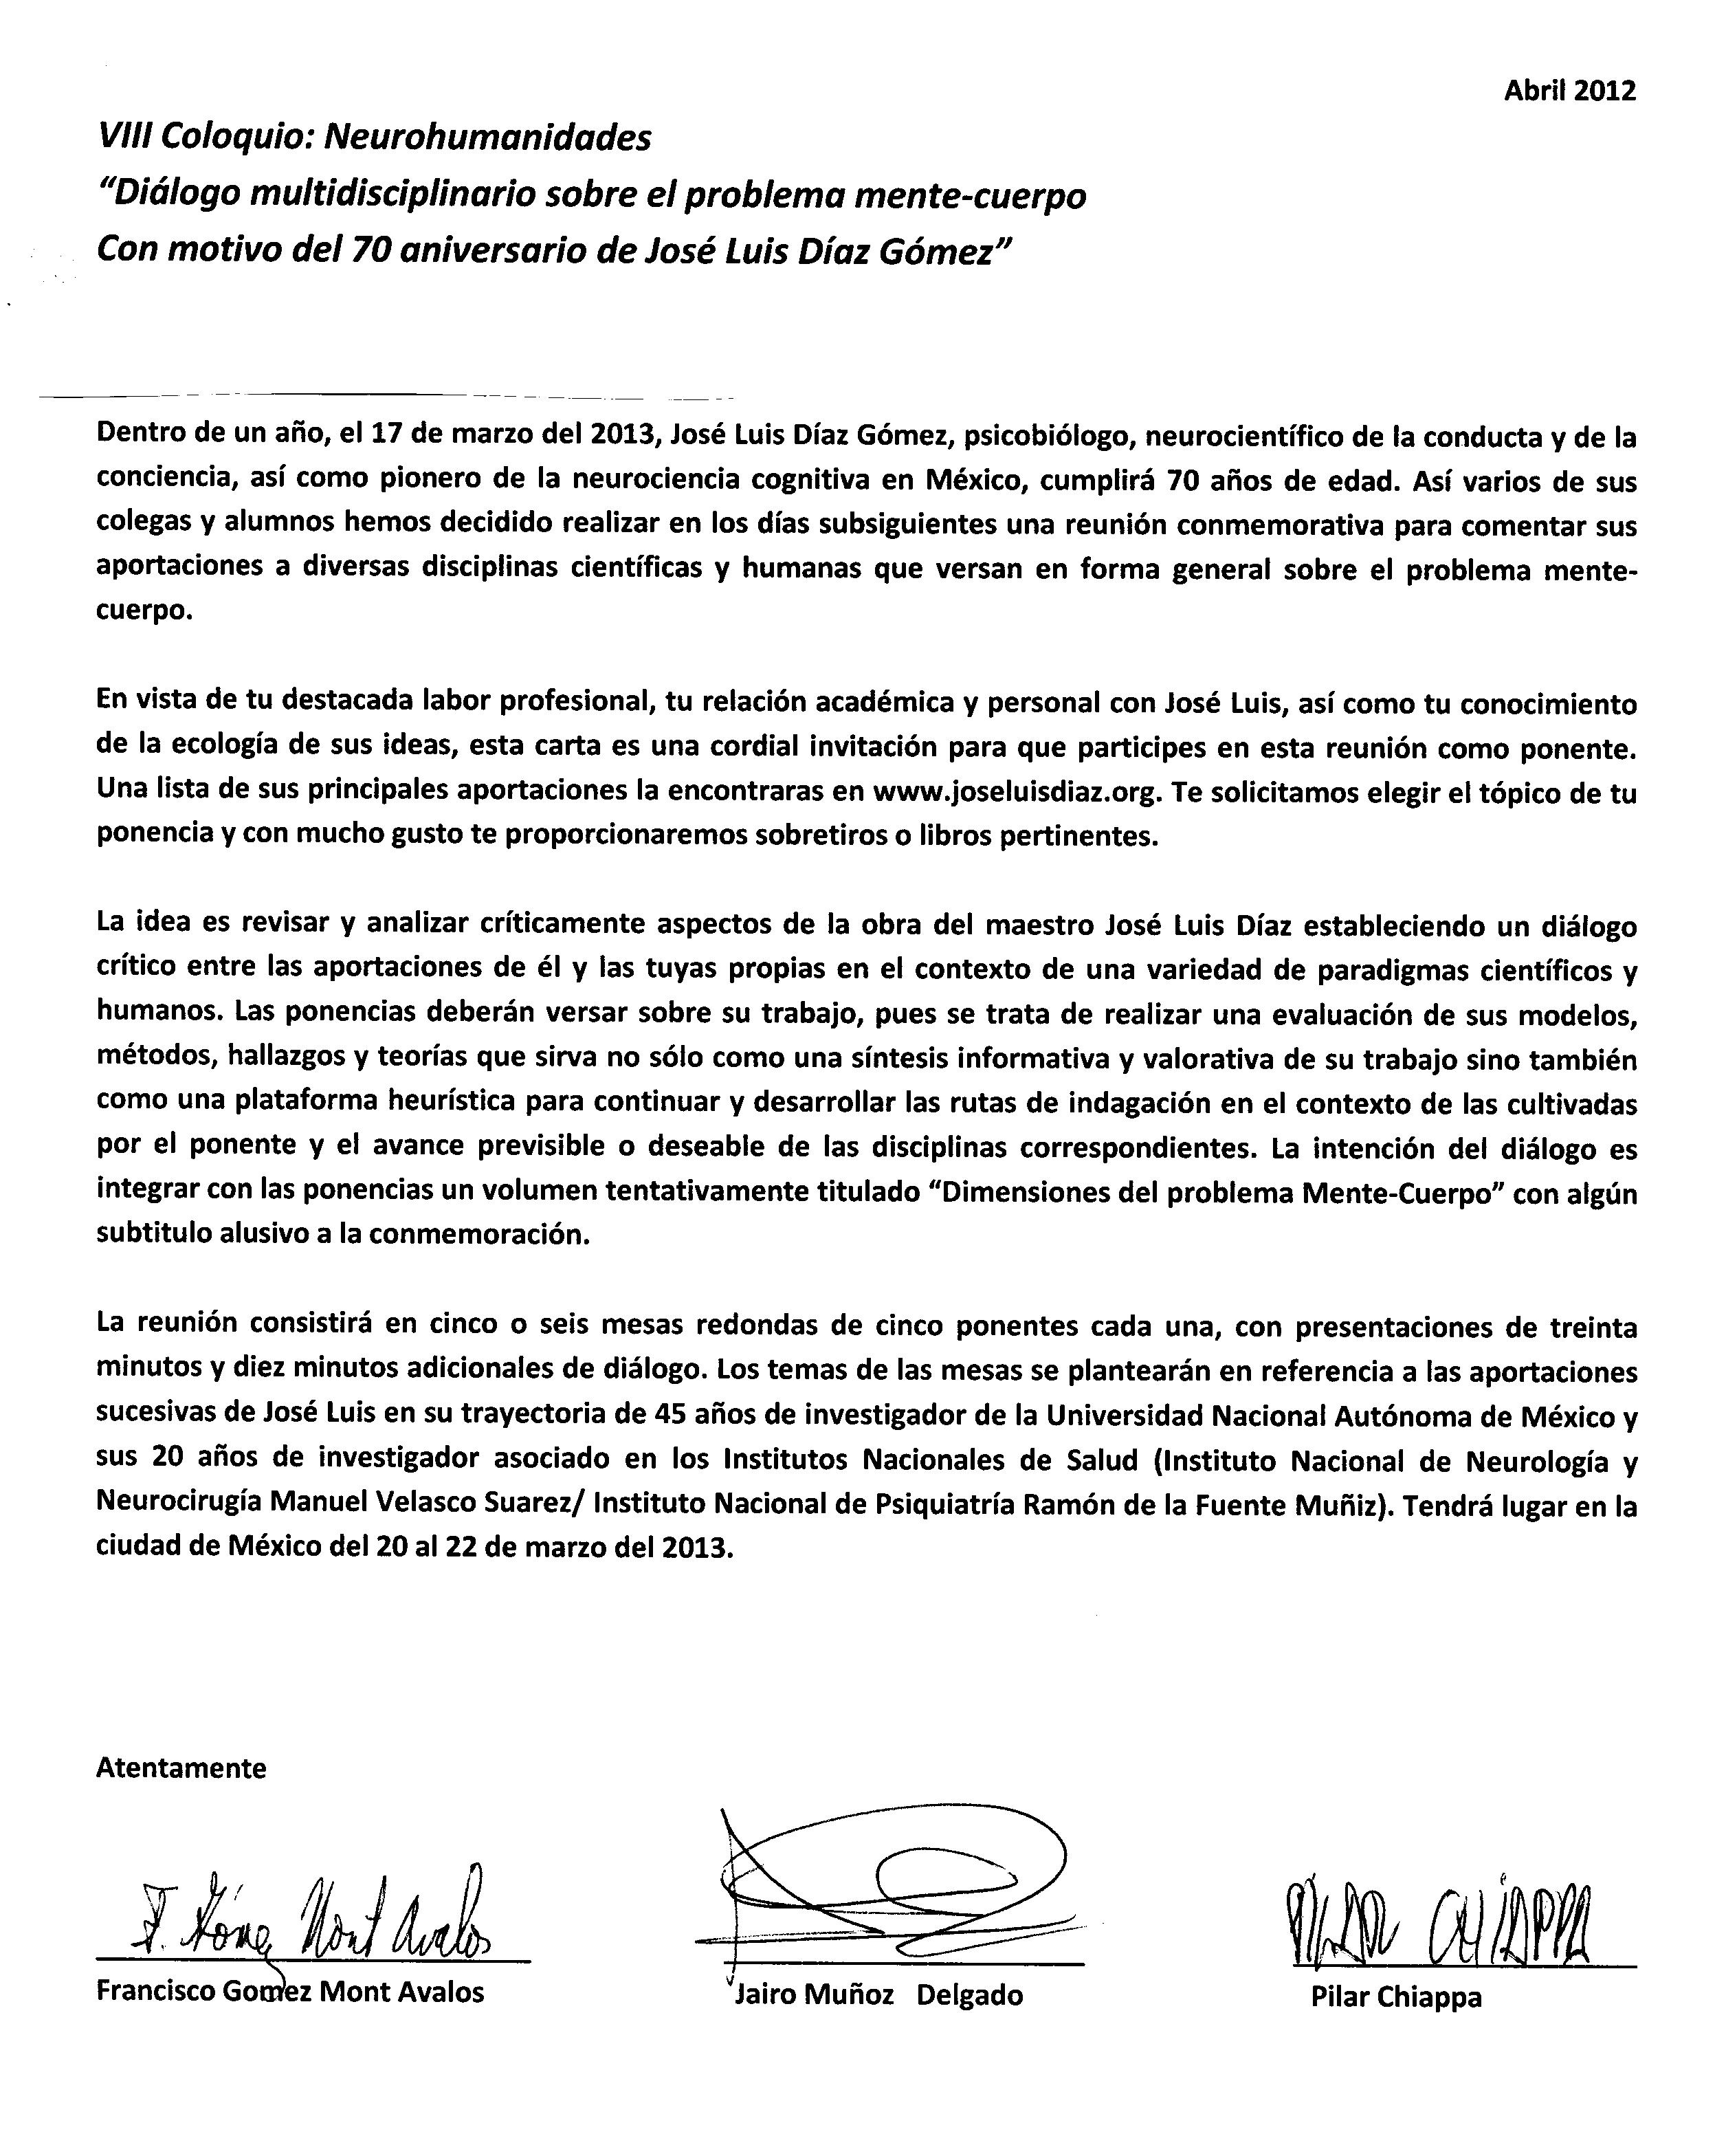 Abril 2012
VIII Coloquio: Neurohumanidades
“Diálogo multidisciplinario sobre el problema mente-cuerpo
Con motivo del 70 aniversario de José Luis Díaz Gómez”
Dentro de un año, el 17 de marzo del 2013, José Luis Díaz Gómez, psicobiólogo, neurocientífico de la conducta y de la
conciencia, así como pionero de la neurociencia cognitiva en México, cumplirá 70 años de edad. Así varios de sus
colegas y alumnos hemos decidido realizar en los días subsiguientes una reunión conmemorativa para comentar sus
aportaciones a diversas disciplinas científicas y humanas que versan en forma general sobre el problema mente-
cuerpo.
En vista de tu destacada labor profesional, tu relación académica y personal con José Luis, así como tu conocimiento
de la ecología de sus ideas, esta carta es una cordial invitación para que participes en esta reunión como ponente.
Una lista de sus principales aportaciones la encontraras en www.joseluisdiaz.org. Te solicitamos elegir el tópico de tu
ponencia y con mucho gusto te proporcionaremos sobretiros o libros pertinentes.
La idea es revisar y analizar críticamente aspectos de la obra del maestro José Luis Díaz estableciendo un diálogo
crítico entre las aportaciones de él y las tuyas propias en el contexto de una variedad de paradigmas científicos y
humanos. Las ponencias deberán versar sobre su trabajo, pues se trata de realizar una evaluación de sus modelos,
métodos, hallazgos y teorías que sirva no sólo como una síntesis informativa y valorativa de su trabajo sino también
como una plataforma heurística para continuar y desarrollar las rutas de indagación en el contexto de las cultivadas
por el ponente y el avance previsible o deseable de las disciplinas correspondientes. La intención del diálogo es
integrar con las ponencias un volumen tentativamente titulado “Dimensiones del problema Mente-Cuerpo” con algún
subtitulo alusivo a la conmemoración.
La reunión consistirá en cinco o seis mesas redondas de cinco ponentes cada una, con presentaciones de treinta
minutos y diez minutos adicionales de diálogo. Los temas de las mesas se plantearán en referencia a las aportaciones
sucesivas de José Luis en su trayectoria de 45 años de investigador de la Universidad Nacional Autónoma de México y
sus 20 años de investigador asociado en los Institutos Nacionales de Salud (Instituto Nacional de Neurología y
Neurocirugía Manuel Velasco Suarez/ Instituto Nacional de Psiquiatría Ramón de la Fuente Muñiz). Tendrá lugar en la
ciudad de México del 20 al 22 de marzo del 2013.
Atentamente
F. Gómez Mont Avalos
PILAR CHIAPPA
Francisco Gomez Mont Avalos Jairo Muñoz Delgado Pilar Chiappa